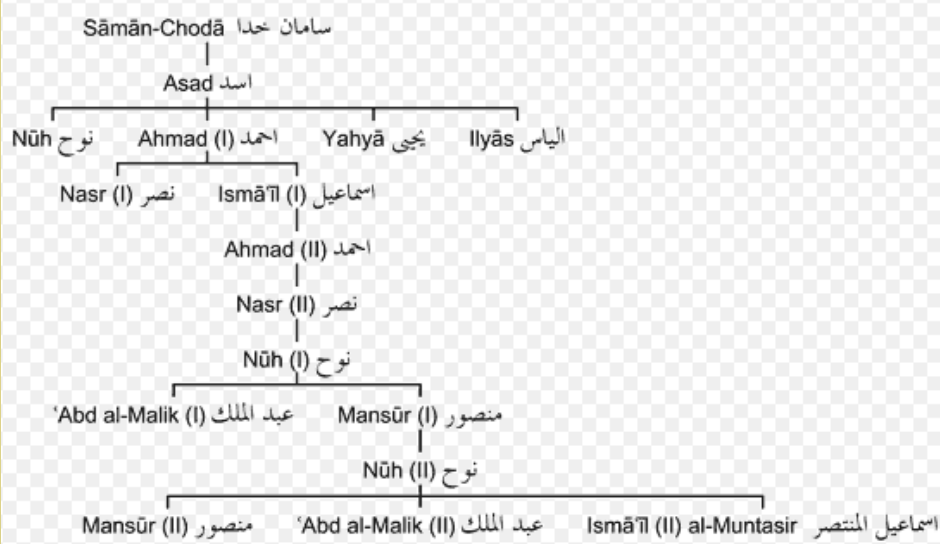 Sāmān-Chodā سامان خدا
Asad اسد
Nūh نوح Ahmad (I) احمد Yahyā يحيى Ilyās الياس
Nasr (I) نصر Ismā'īl (I) اسماعيل
Ahmad (II) احمد
Nasr (II) نصر
Nūh (I) نوح
‘Abd al-Malik (I) عبد الملك Mansūr (I) منصور
Nūh (II) نوح
Mansūr (II) منصور ‘Abd al-Malik (II) عبد الملك Ismā'īl (II) al-Muntasir اسماعيل المنتصر